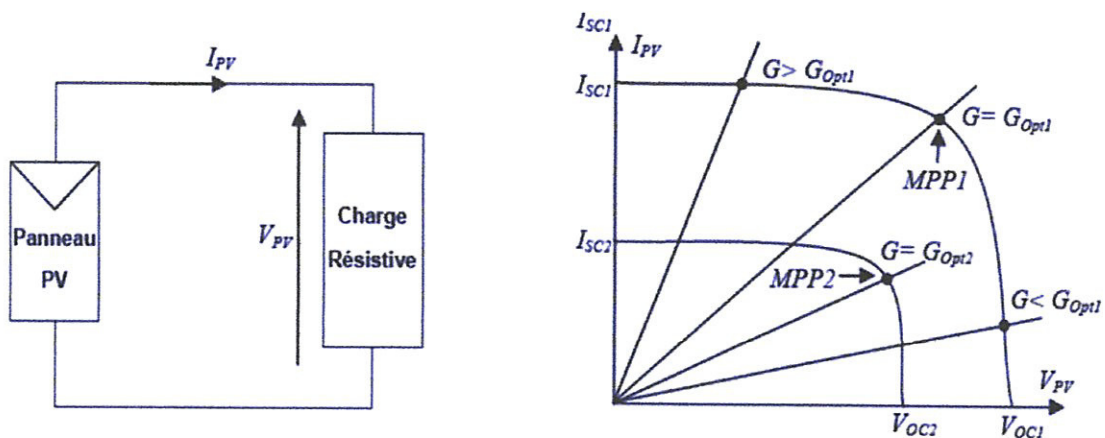 I_PV
Panneau
PV
V_PV
Charge
Résistive
I_SC1
I_PV
I_SC1
G> G_Opt1
G= G_Opt1
MPP1
I_SC2
G= G_Opt2
MPP2
G< G_Opt1
V_PV
V_OC2
V_OC1